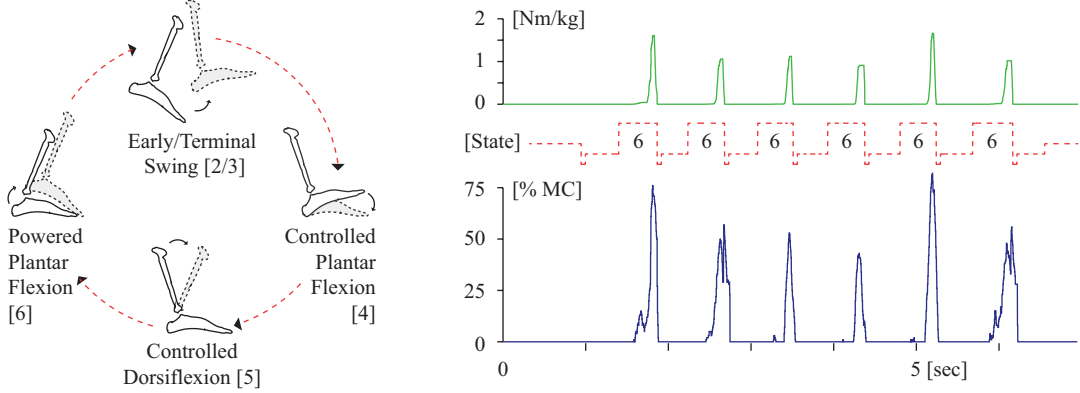 Early/Terminal
Swing [2/3]
Controlled
Plantar
Flexion
[4]
Controlled
Dorsiflexion [5]
Powered
Plantar
Flexion
[6]
[Nm/kg]
2
1
0
[State]
6 6 6 6 6 6
[% MC]
75
50
25
0
0 5 [sec]